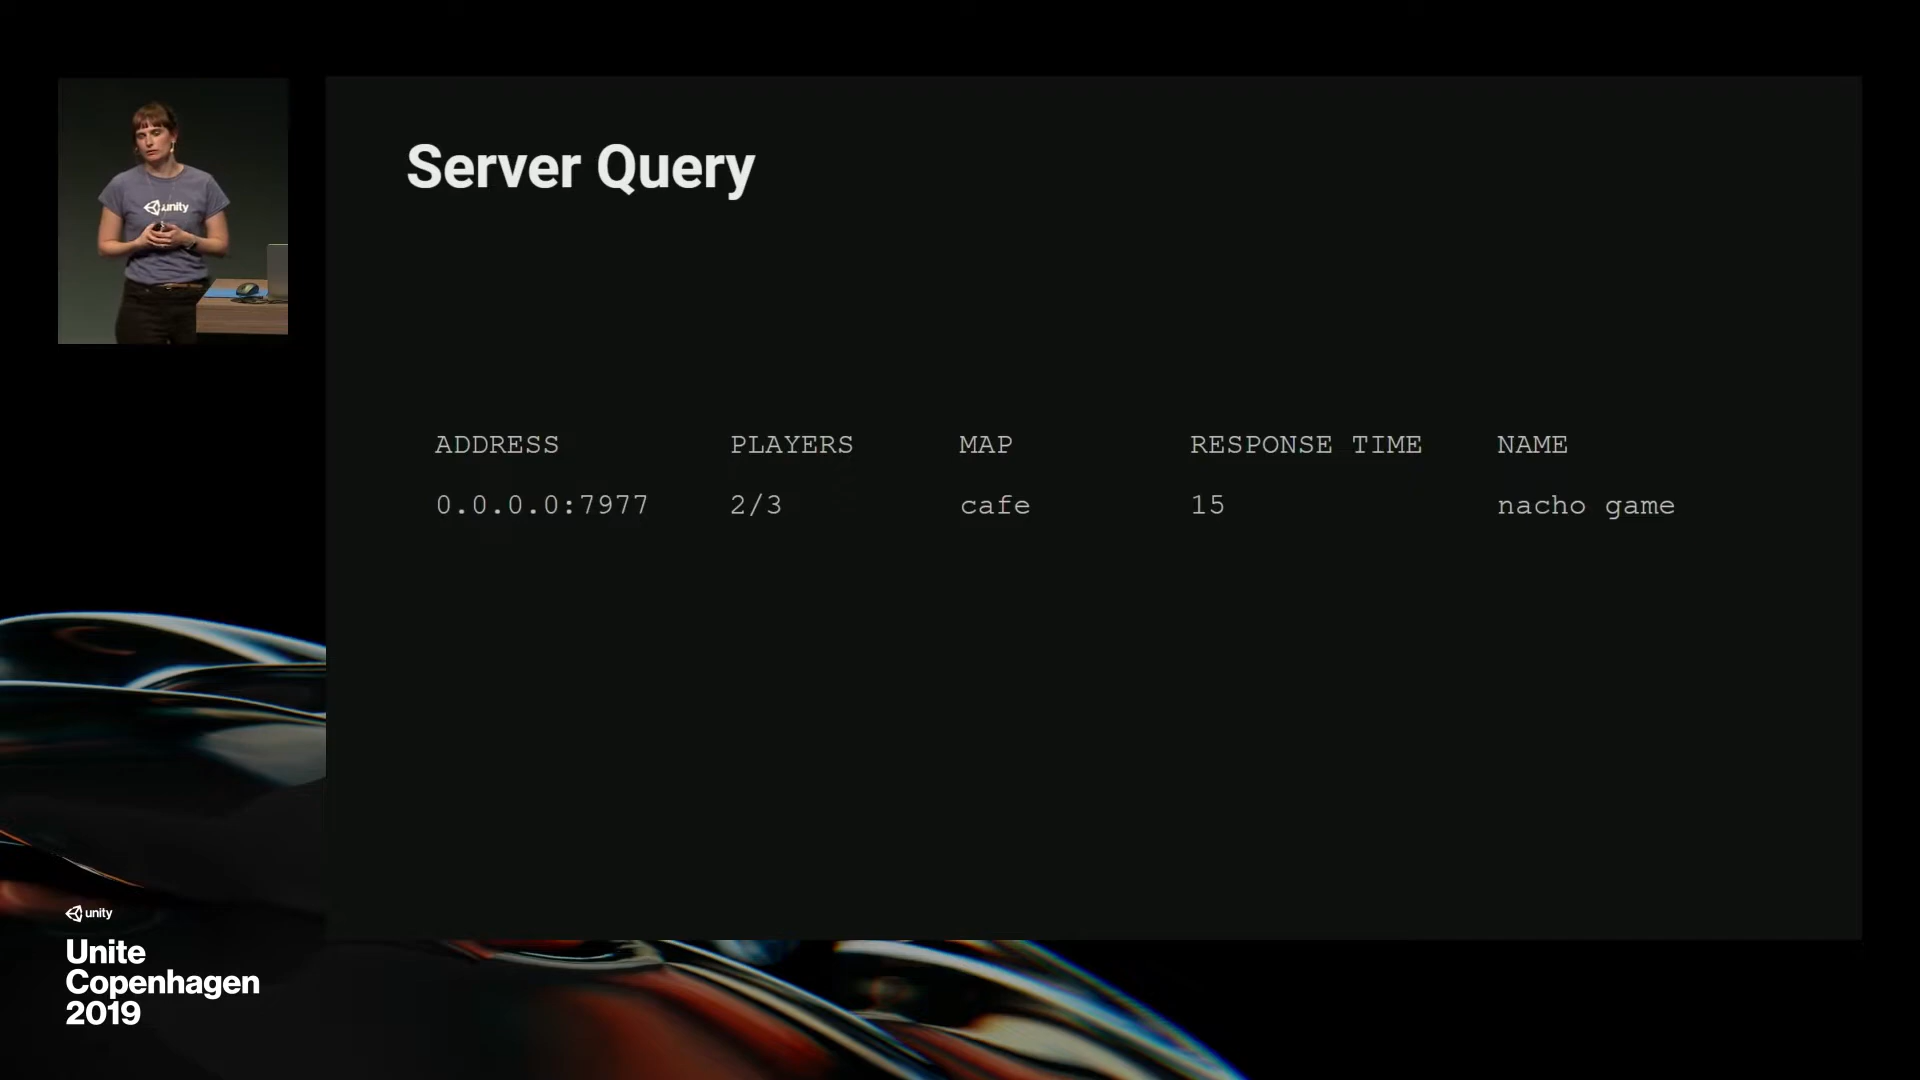 unity
Server Query
ADDRESS PLAYERS MAP RESPONSE TIME NAME
0.0.0.0:7977 2/3 cafe 15 nacho game
unity
Unite
Copenhagen
2019